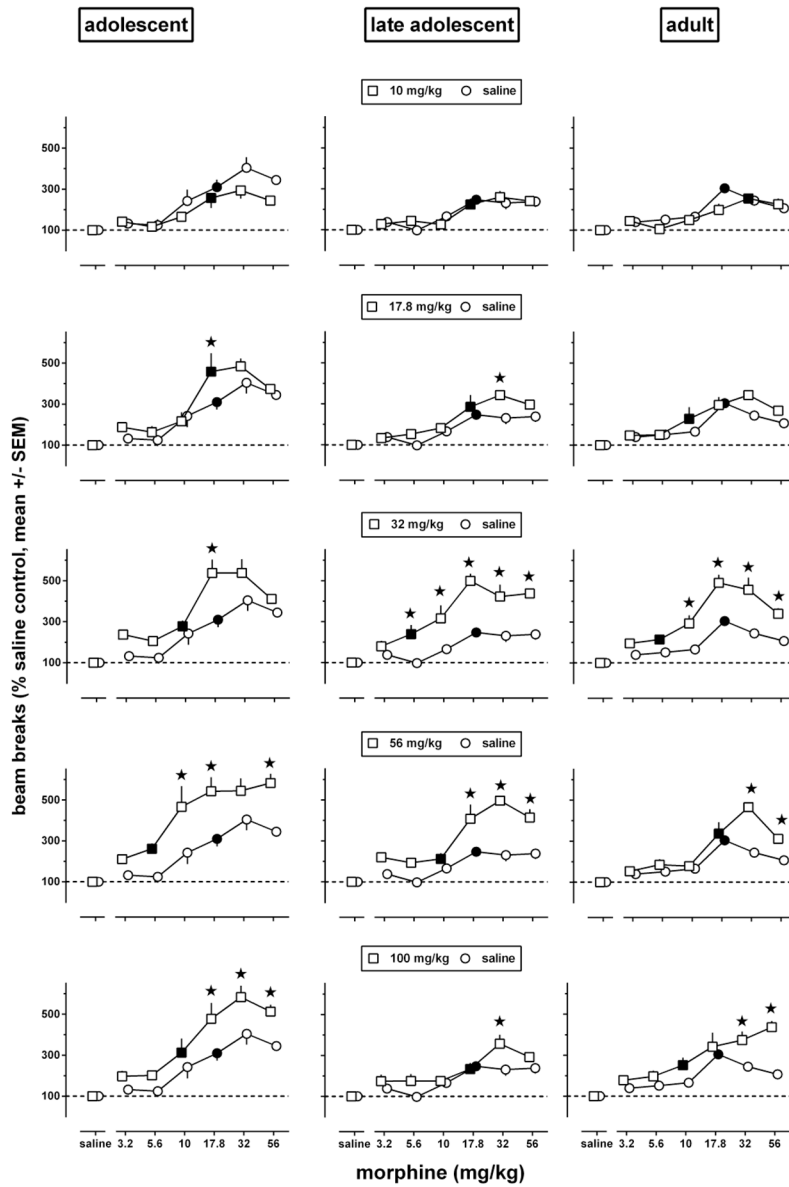 adolescent late adolescent adult
10 mg/kg saline
500
300
100
17.8 mg/kg saline
500
300
100
32 mg/kg saline
500
300
100
56 mg/kg saline
500
300
100
100 mg/kg saline
500
300
100
beam breaks (% saline control, mean +/- SEM)
saline 3.2 5.6 10 17.8 32 56 saline 3.2 5.6 10 17.8 32 56 saline 3.2 5.6 10 17.8 32 56
morphine (mg/kg)